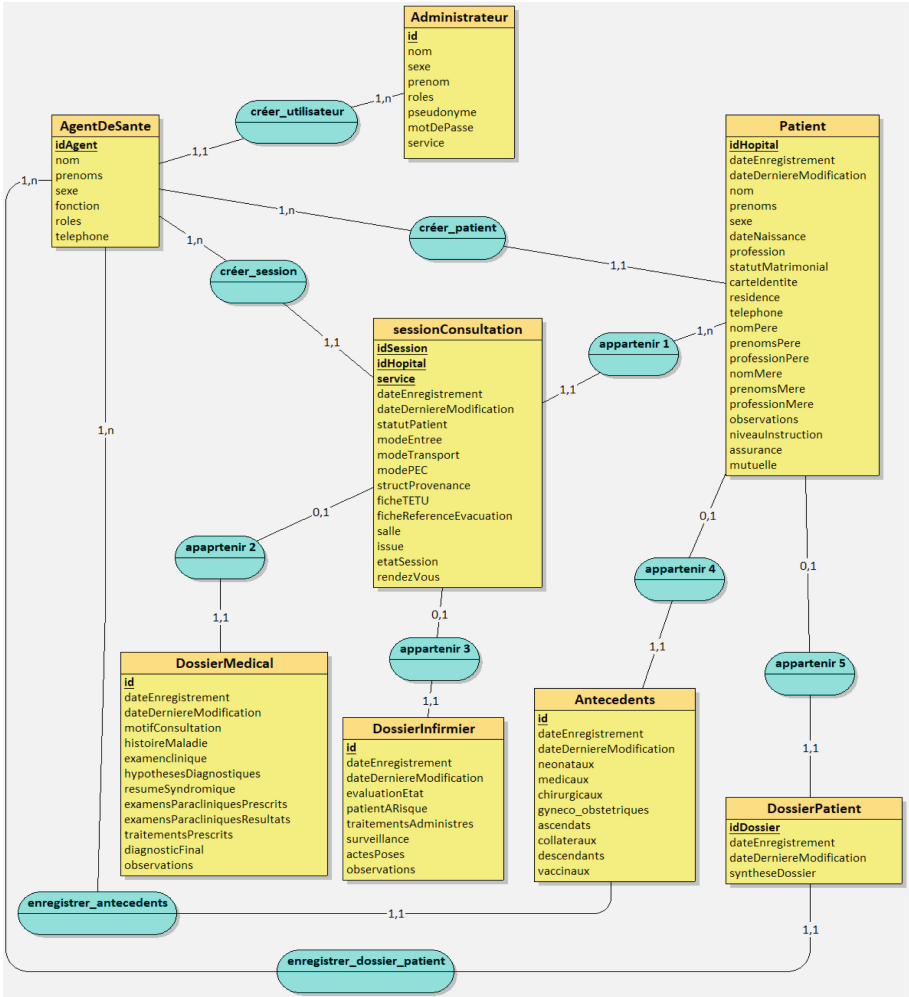 Administrateur
id
nom
sexe
prenom
roles
pseudonyme
motDePasse
service
créer_utilisateur
1,n
1,1
AgentDeSante
idAgent
nom
prenoms
sexe
fonction
roles
telephone
1,n
1,n
créer_patient
1,1
1,n
créer_session
1,1
1,n
Patient
idHopital
dateEnregistrement
dateDerniereModification
nom
prenoms
sexe
dateNaissance
profession
statutMatrimonial
carteIdentite
residence
telephone
nomPere
prenomsPere
professionPere
nomMere
prenomsMere
professionMere
observations
niveauInstruction
assurance
mutuelle
sessionConsultation
idSession
idHopital
service
dateEnregistrement
dateDerniereModification
statutPatient
modeEntree
modeTransport
modePEC
structProvenance
ficheTETU
ficheReferenceEvacuation
salle
issue
etatSession
rendezVous
appartenir 1
1,n
1,1
0,1
apaprtenir 2
1,1
0,1
appartenir 3
1,1
0,1
appartenir 4
1,1
0,1
appartenir 5
1,1
DossierMedical
id
dateEnregistrement
dateDerniereModification
motifConsultation
histoireMaladie
examenclinique
hypothesesDiagnostiques
resumeSyndromique
examensParacliniquesPrescrits
examensParacliniquesResultats
traitementsPrescrits
diagnosticFinal
observations
DossierInfirmier
id
dateEnregistrement
dateDerniereModification
evaluationEtat
patientARisque
traitementsAdministres
surveillance
actesPoses
observations
Antecedents
id
dateEnregistrement
dateDerniereModification
neonataux
medicaux
chirurgicaux
gyneco_obstetriques
ascendats
collateraux
descendants
vaccinaux
DossierPatient
idDossier
dateEnregistrement
dateDerniereModification
syntheseDossier
enregistrer_antecedents
1,1
1,1
enregistrer_dossier_patient